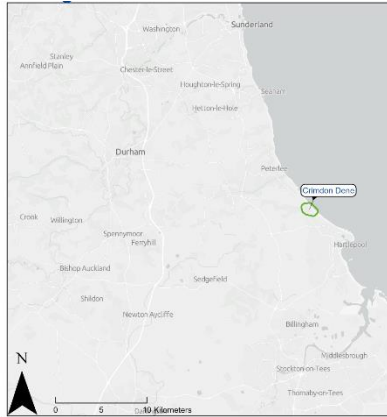 Sunderland
Washington
Stanley
Annfield Plain
Chester-le-Street
Houghton-le-Spring
Seaham
Hetton-le-Hole
Durham
Peterlee
Crimdon Dene
Crook
Willington
Spennymoor
Ferryhill
Hartlepool
Bishop Auckland
Sedgefield
Shildon
Newton Aycliffe
Billingham
Middlesbrough
Stockton-on-Tees
Thornaby-on-Tees
N
0 5 10 Kilometers